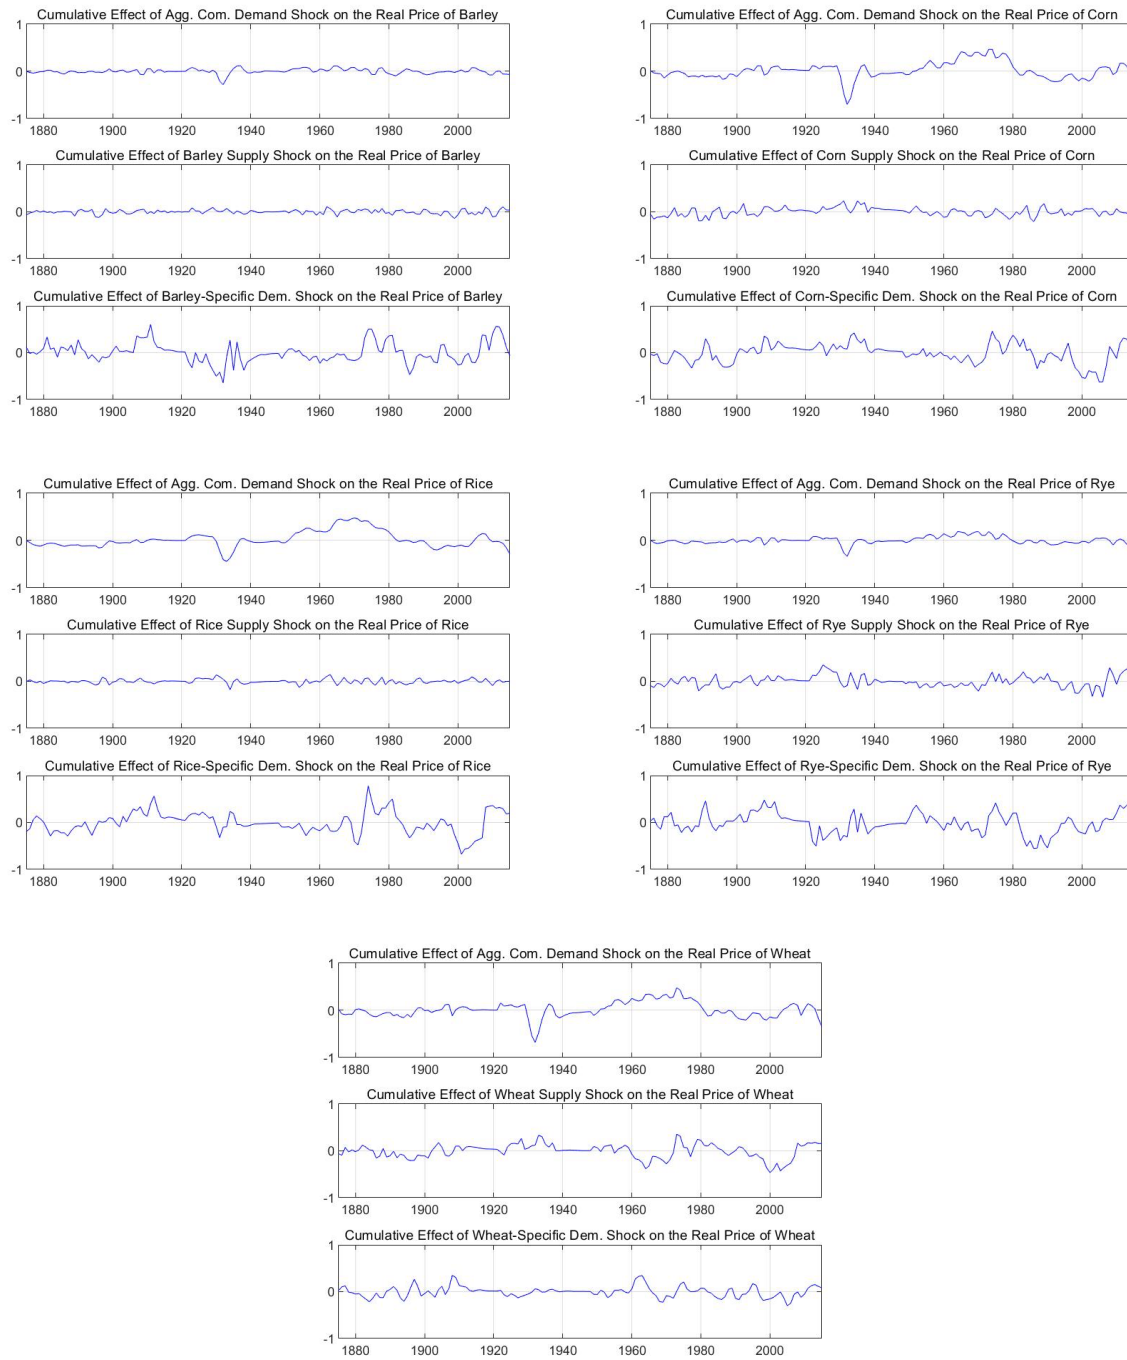 Cumulative Effect of Agg. Com. Demand Shock on the Real Price of Barley
1
0
-1
1880 1900 1920 1940 1960 1980 2000
Cumulative Effect of Barley Supply Shock on the Real Price of Barley
1
0
-1
1880 1900 1920 1940 1960 1980 2000
Cumulative Effect of Barley-Specific Dem. Shock on the Real Price of Barley
1
0
-1
1880 1900 1920 1940 1960 1980 2000
Cumulative Effect of Agg. Com. Demand Shock on the Real Price of Corn
1
0
-1
1880 1900 1920 1940 1960 1980 2000
Cumulative Effect of Corn Supply Shock on the Real Price of Corn
1
0
-1
1880 1900 1920 1940 1960 1980 2000
Cumulative Effect of Corn-Specific Dem. Shock on the Real Price of Corn
1
0
-1
1880 1900 1920 1940 1960 1980 2000
Cumulative Effect of Agg. Com. Demand Shock on the Real Price of Rice
1
0
-1
1880 1900 1920 1940 1960 1980 2000
Cumulative Effect of Rice Supply Shock on the Real Price of Rice
1
0
-1
1880 1900 1920 1940 1960 1980 2000
Cumulative Effect of Rice-Specific Dem. Shock on the Real Price of Rice
1
0
-1
1880 1900 1920 1940 1960 1980 2000
Cumulative Effect of Agg. Com. Demand Shock on the Real Price of Rye
1
0
-1
1880 1900 1920 1940 1960 1980 2000
Cumulative Effect of Rye Supply Shock on the Real Price of Rye
1
0
-1
1880 1900 1920 1940 1960 1980 2000
Cumulative Effect of Rye-Specific Dem. Shock on the Real Price of Rye
1
0
-1
1880 1900 1920 1940 1960 1980 2000
Cumulative Effect of Agg. Com. Demand Shock on the Real Price of Wheat
1
0
-1
1880 1900 1920 1940 1960 1980 2000
Cumulative Effect of Wheat Supply Shock on the Real Price of Wheat
1
0
-1
1880 1900 1920 1940 1960 1980 2000
Cumulative Effect of Wheat-Specific Dem. Shock on the Real Price of Wheat
1
0
-1
1880 1900 1920 1940 1960 1980 2000